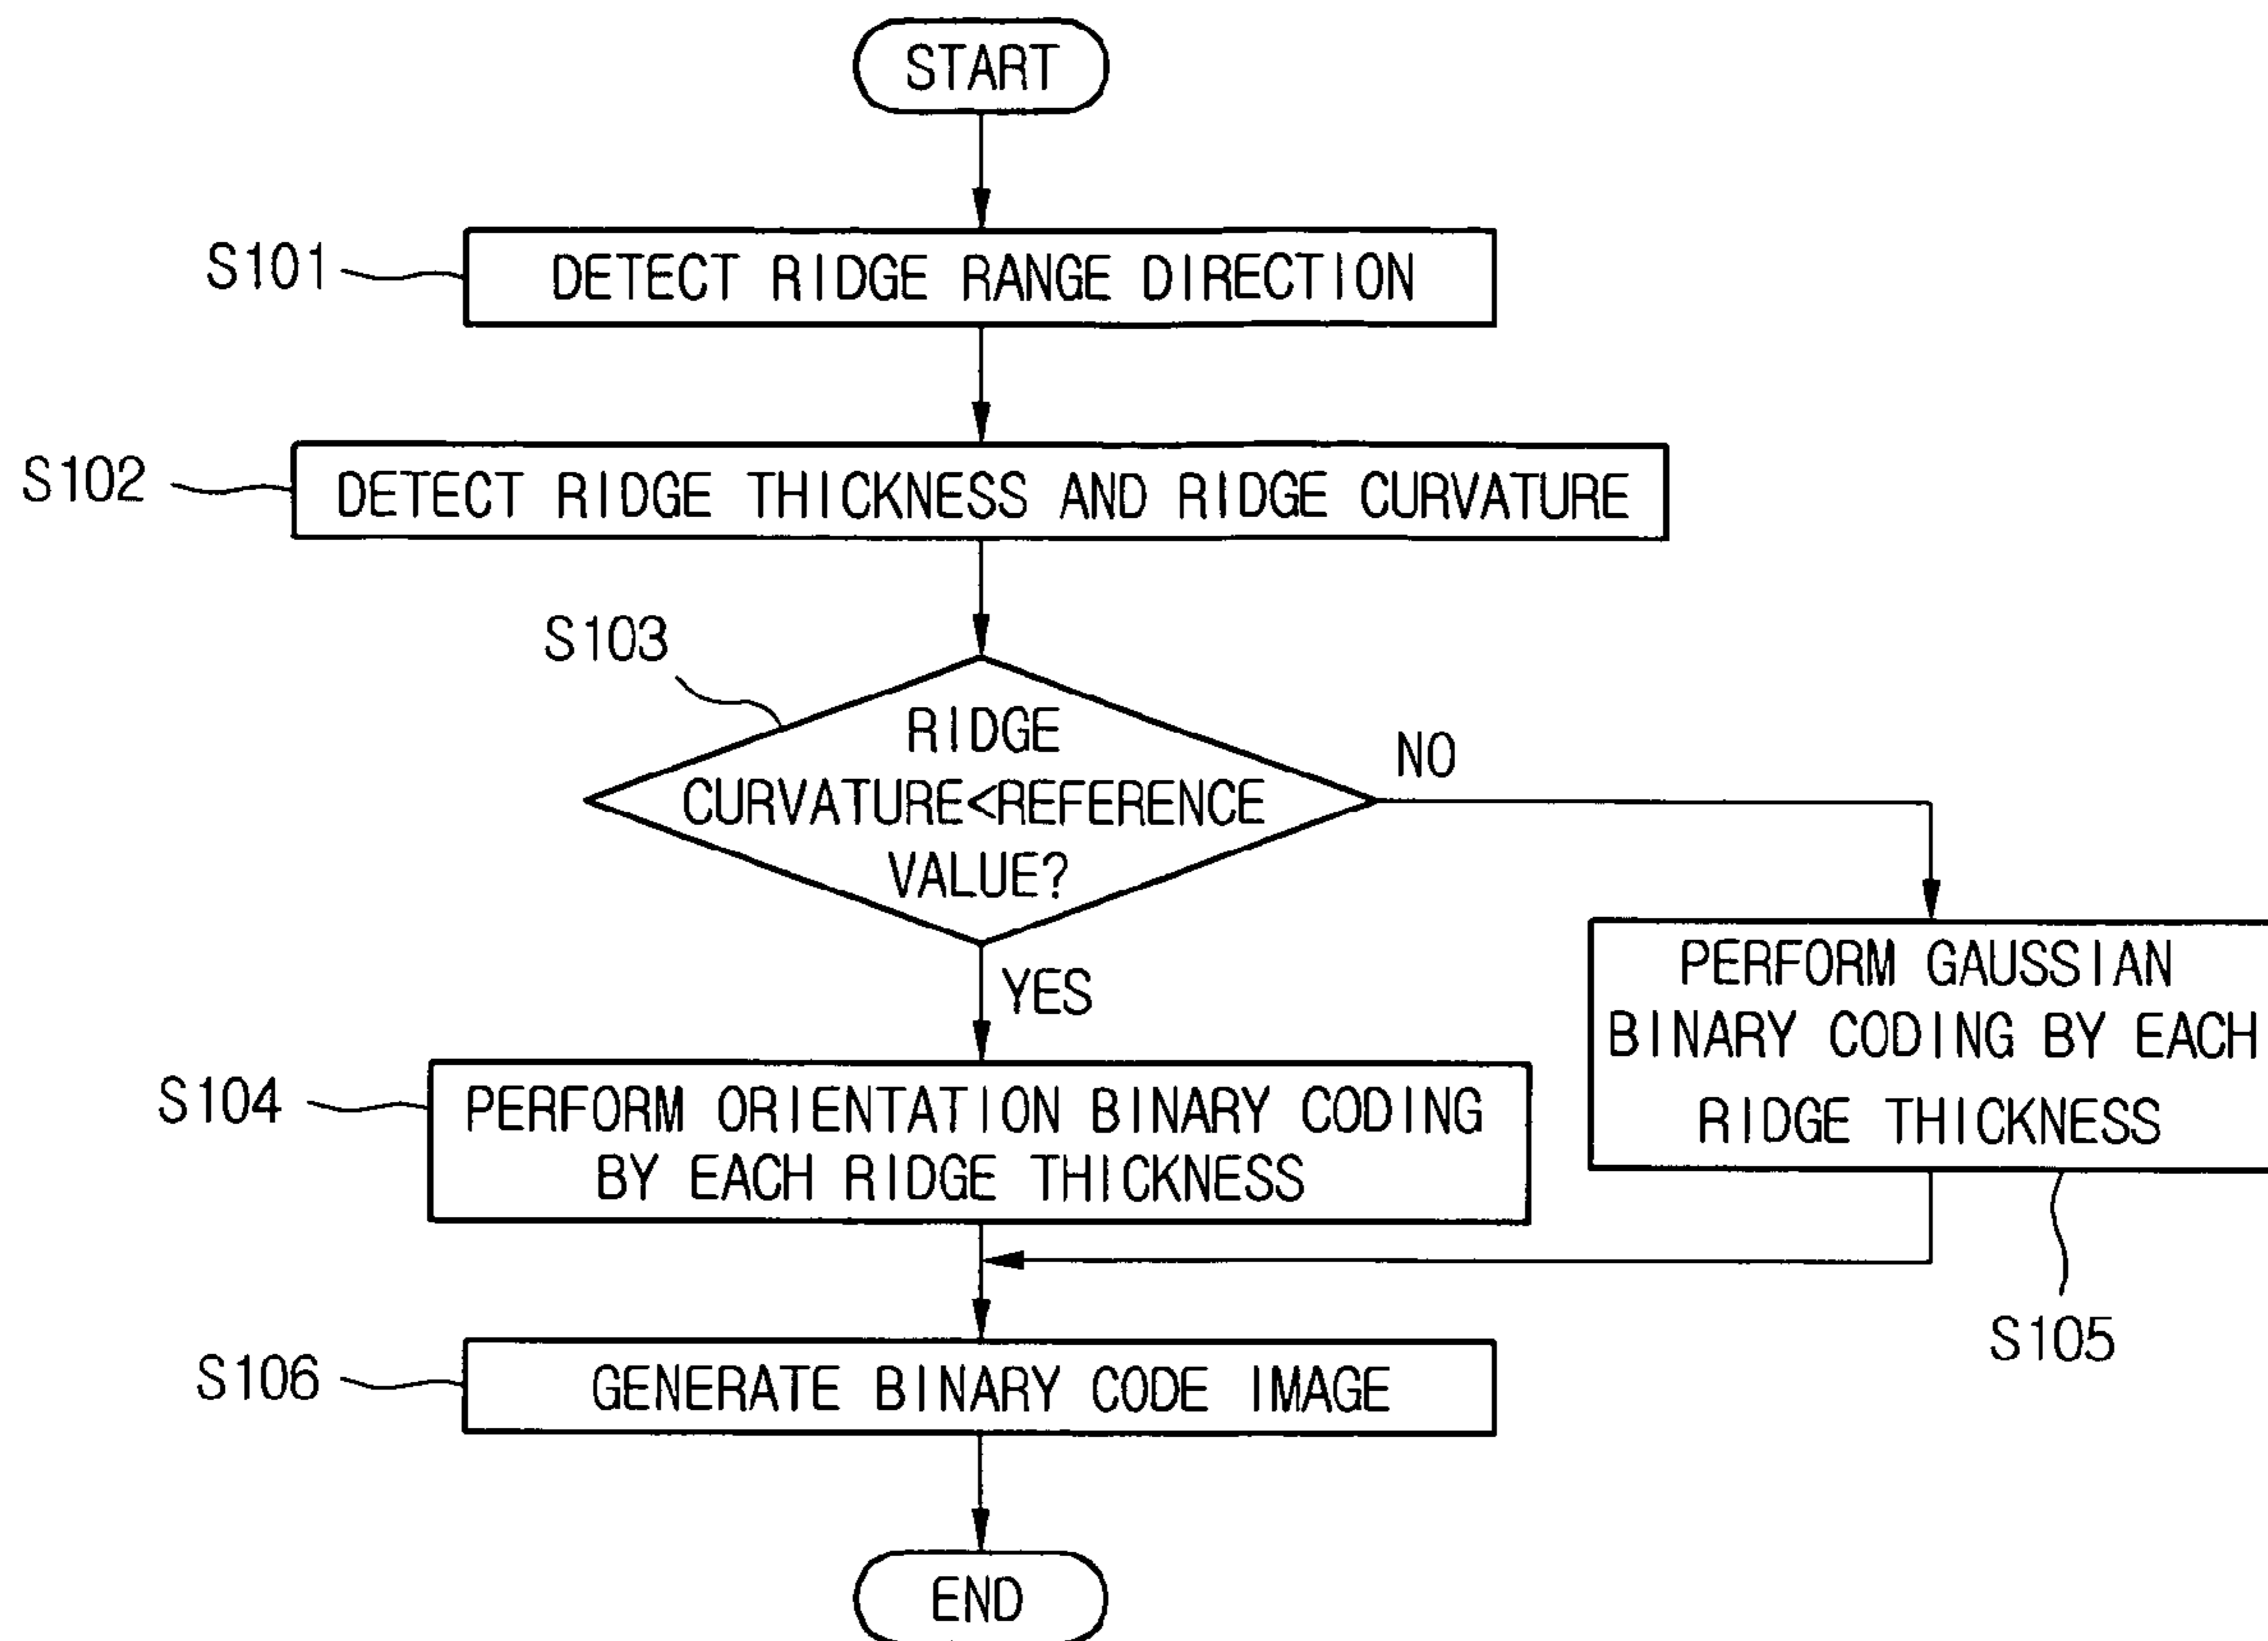 START
S101
DETECT RIDGE RANGE DIRECTION
S102
DETECT RIDGE THICKNESS AND RIDGE CURVATURE
S103
RIDGE
CURVATURE<REFERENCE
VALUE?
NO
YES
PERFORM GAUSSIAN
BINARY CODING BY EACH
RIDGE THICKNESS
S104
PERFORM ORIENTATION BINARY CODING
BY EACH RIDGE THICKNESS
S105
S106
GENERATE BINARY CODE IMAGE
END